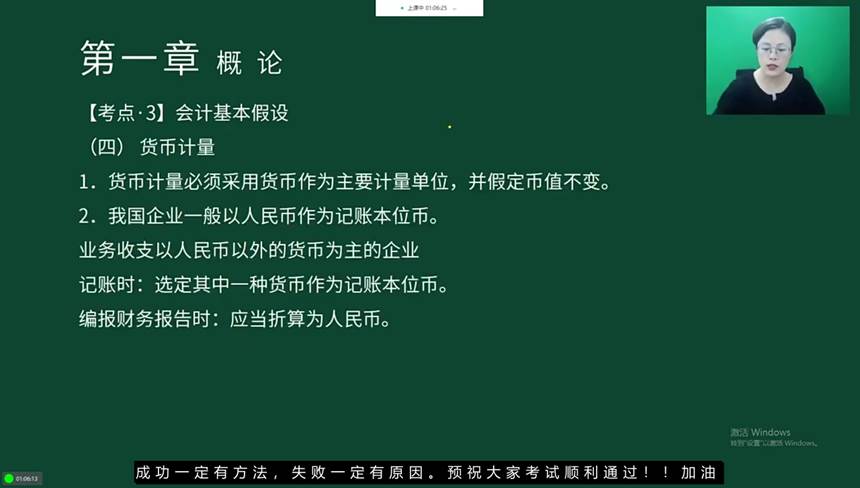 上课中 01:06:25
第一章 概 论
【考点·3】会计基本假设
（四） 货币计量
1．货币计量必须采用货币作为主要计量单位，并假定币值不变。
2．我国企业一般以人民币作为记账本位币。
业务收支以人民币以外的货币为主的企业
记账时：选定其中一种货币作为记账本位币。
编报财务报告时：应当折算为人民币。
激活 Windows
转到“设置”以激活 Windows。
成功一定有方法，失败一定有原因。预祝大家考试顺利通过！！加油
01:06:13